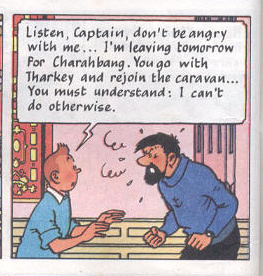 Listen, Captain, don't be angry
with me... I'm leaving tomorrow
for Charahbang. You go with
Tharkey and rejoin the caravan...
You must understand: I can't
do otherwise.